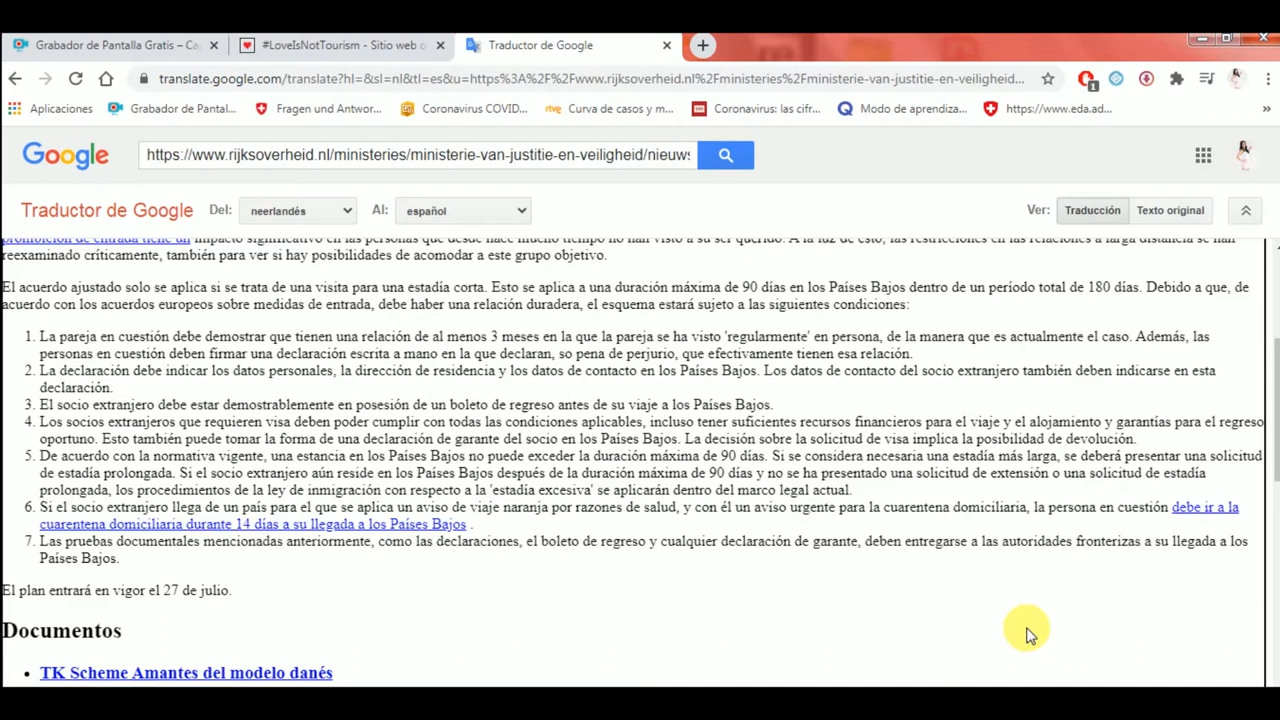 Grabador de Pantalla Gratis – Ca
#LoveIsNotTourism - Sitio web o
Traductor de Google
translate.google.com/translate?hl=&sl=nl&tl=es&u=https%3A%2F%2Fwww.rijksoverheid.nl%2Fministeries%2Fministerie-van-justitie-en-veiligheid...
1
Aplicaciones
Grabador de Pantal...
Fragen und Antwor...
Coronavirus COVID...
rtve
Curva de casos y m...
Coronavirus: las cifr...
Modo de aprendiza...
https://www.eda.ad...
»
Google
https://www.rijksoverheid.nl/ministeries/ministerie-van-justitie-en-veiligheid/nieuws
Traductor de Google
Del:
neerlandés
Al:
español
Ver:
Traducción
Texto original
prohibición de entrada tiene un impacto significativo en las personas que desde hace mucho tiempo no han visto a su ser querido. A la luz de esto, las restricciones en las relaciones a larga distancia se han
reexaminado críticamente, también para ver si hay posibilidades de acomodar a este grupo objetivo.
El acuerdo ajustado solo se aplica si se trata de una visita para una estadía corta. Esto se aplica a una duración máxima de 90 días en los Países Bajos dentro de un período total de 180 días. Debido a que, de
acuerdo con los acuerdos europeos sobre medidas de entrada, debe haber una relación duradera, el esquema estará sujeto a las siguientes condiciones:
1. La pareja en cuestión debe demostrar que tienen una relación de al menos 3 meses en la que la pareja se ha visto 'regularmente' en persona, de la manera que es actualmente el caso. Además, las
personas en cuestión deben firmar una declaración escrita a mano en la que declaran, so pena de perjurio, que efectivamente tienen esa relación.
2. La declaración debe indicar los datos personales, la dirección de residencia y los datos de contacto en los Países Bajos. Los datos de contacto del socio extranjero también deben indicarse en esta
declaración.
3. El socio extranjero debe estar demostrablemente en posesión de un boleto de regreso antes de su viaje a los Países Bajos.
4. Los socios extranjeros que requieren visa deben poder cumplir con todas las condiciones aplicables, incluso tener suficientes recursos financieros para el viaje y el alojamiento y garantías para el regreso
oportuno. Esto también puede tomar la forma de una declaración de garante del socio en los Países Bajos. La decisión sobre la solicitud de visa implica la posibilidad de devolución.
5. De acuerdo con la normativa vigente, una estancia en los Países Bajos no puede exceder la duración máxima de 90 días. Si se considera necesaria una estadía más larga, se deberá presentar una solicitud
de estadía prolongada. Si el socio extranjero aún reside en los Países Bajos después de la duración máxima de 90 días y no se ha presentado una solicitud de extensión o una solicitud de estadía
prolongada, los procedimientos de la ley de inmigración con respecto a la 'estadía excesiva' se aplicarán dentro del marco legal actual.
6. Si el socio extranjero llega de un país para el que se aplica un aviso de viaje naranja por razones de salud, y con él un aviso urgente para la cuarentena domiciliaria, la persona en cuestión debe ir a la
cuarentena domiciliaria durante 14 días a su llegada a los Países Bajos .
7. Las pruebas documentales mencionadas anteriormente, como las declaraciones, el boleto de regreso y cualquier declaración de garante, deben entregarse a las autoridades fronterizas a su llegada a los
Países Bajos.
El plan entrará en vigor el 27 de julio.
Documentos
• TK Scheme Amantes del modelo danés